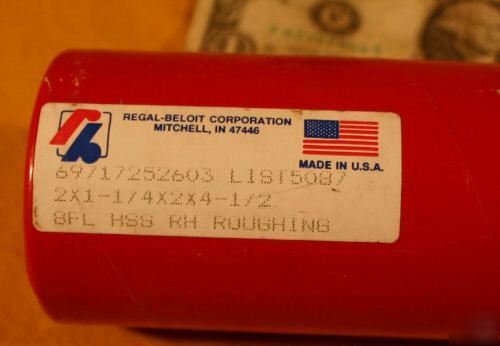 REGAL-BELOIT CORPORATION
MITCHELL, IN 47446
MADE IN U.S.A.
69717252603 LIST5087
2X1-1/4X2X4-1/2
8FL HSS RH ROUGHING